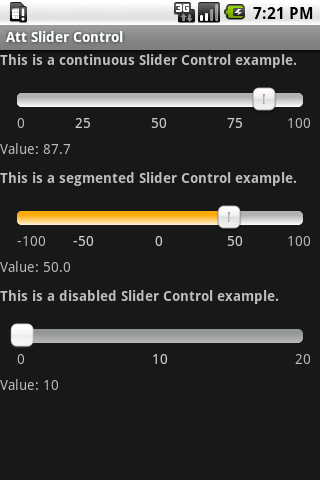 3G 7:21 PM
Att Slider Control
This is a continuous Slider Control example.
0 25 50 75 100
Value: 87.7
This is a segmented Slider Control example.
-100 -50 0 50 100
Value: 50.0
This is a disabled Slider Control example.
0 10 20
Value: 10